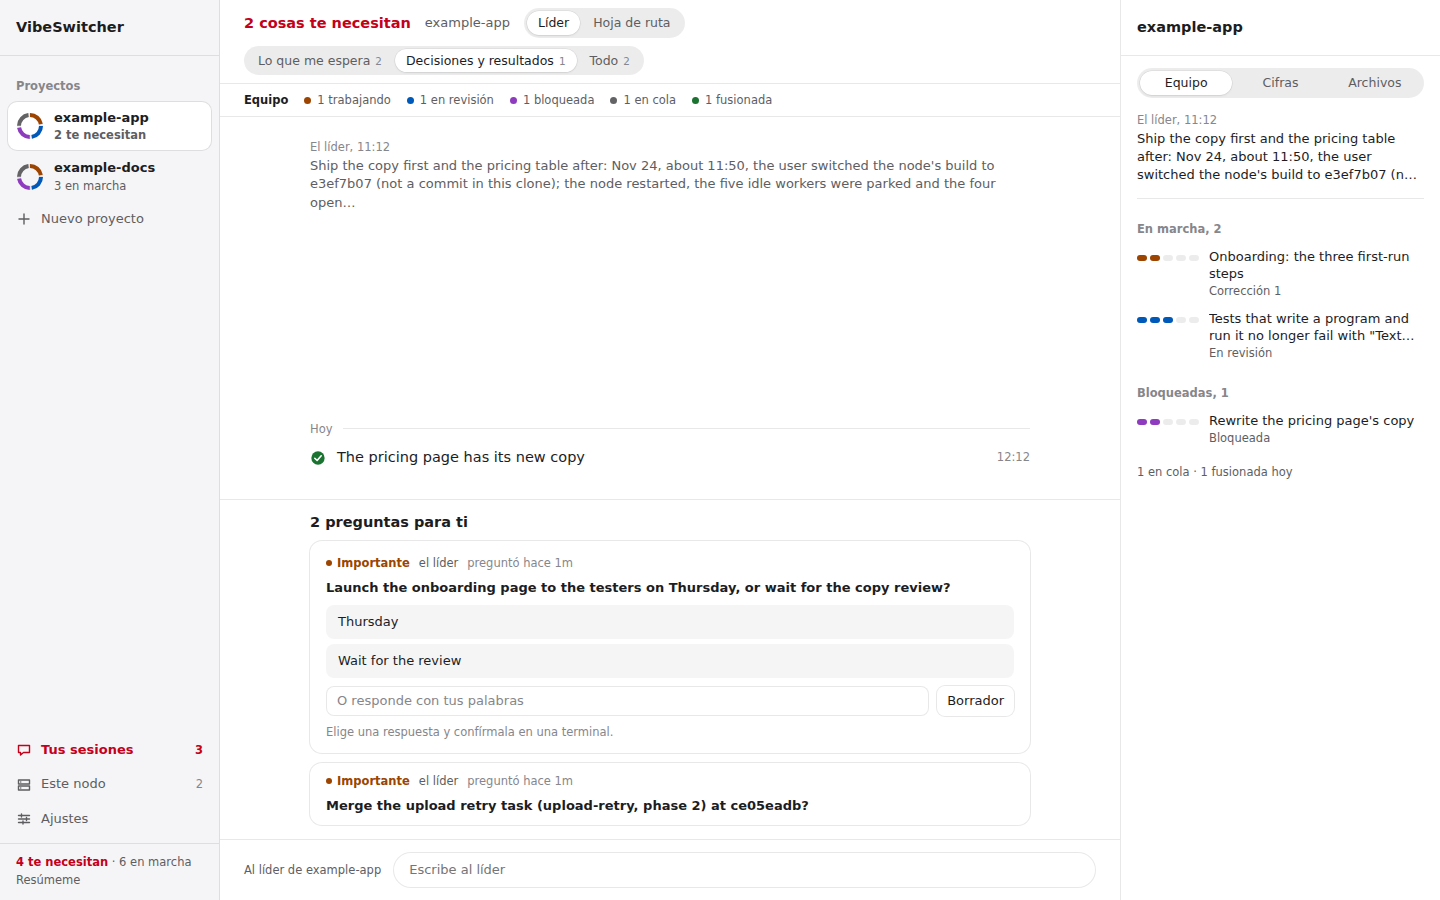 VibeSwitcher
Proyectos
example-app
2 te necesitan
example-docs
3 en marcha
Nuevo proyecto
Tus sesiones 3
Este nodo 2
Ajustes
4 te necesitan · 6 en marcha
Resúmeme
2 cosas te necesitan example-app Líder Hoja de ruta
Lo que me espera 2 Decisiones y resultados 1 Todo 2
Equipo 1 trabajando 1 en revisión 1 bloqueada 1 en cola 1 fusionada
El líder, 11:12
Ship the copy first and the pricing table after: Nov 24, about 11:50, the user switched the node's build to
e3ef7b07 (not a commit in this clone); the node restarted, the five idle workers were parked and the four
open…
Hoy
The pricing page has its new copy 12:12
2 preguntas para ti
Importante el líder preguntó hace 1m
Launch the onboarding page to the testers on Thursday, or wait for the copy review?
Thursday
Wait for the review
O responde con tus palabras Borrador
Elige una respuesta y confírmala en una terminal.
Importante el líder preguntó hace 1m
Merge the upload retry task (upload-retry, phase 2) at ce05eadb?
Al líder de example-app Escribe al líder
example-app
Equipo Cifras Archivos
El líder, 11:12
Ship the copy first and the pricing table
after: Nov 24, about 11:50, the user
switched the node's build to e3ef7b07 (n…
En marcha, 2
Onboarding: the three first-run
steps
Corrección 1
Tests that write a program and
run it no longer fail with "Text…
En revisión
Bloqueadas, 1
Rewrite the pricing page's copy
Bloqueada
1 en cola · 1 fusionada hoy